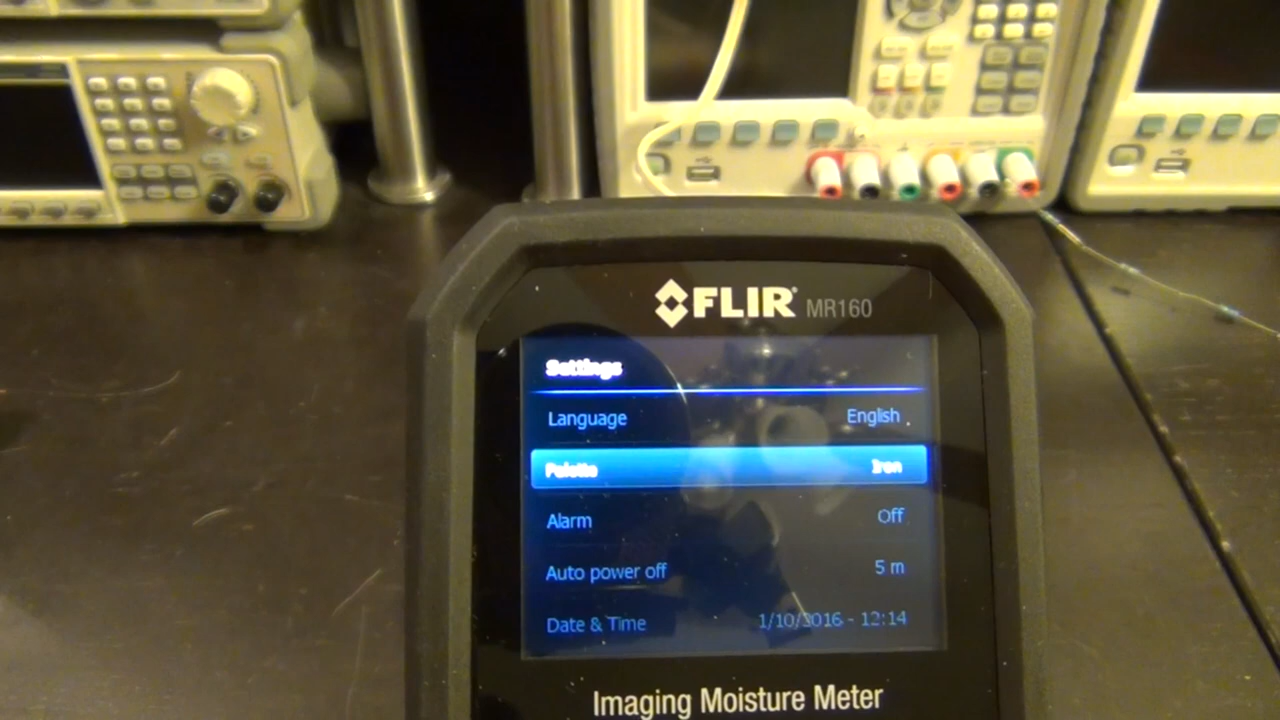 FLIR® MR160
Settings
Language English
Palette Iron
Alarm Off
Auto power off 5 m
Date & Time 1/10/2016 - 12:14
Imaging Moisture Meter